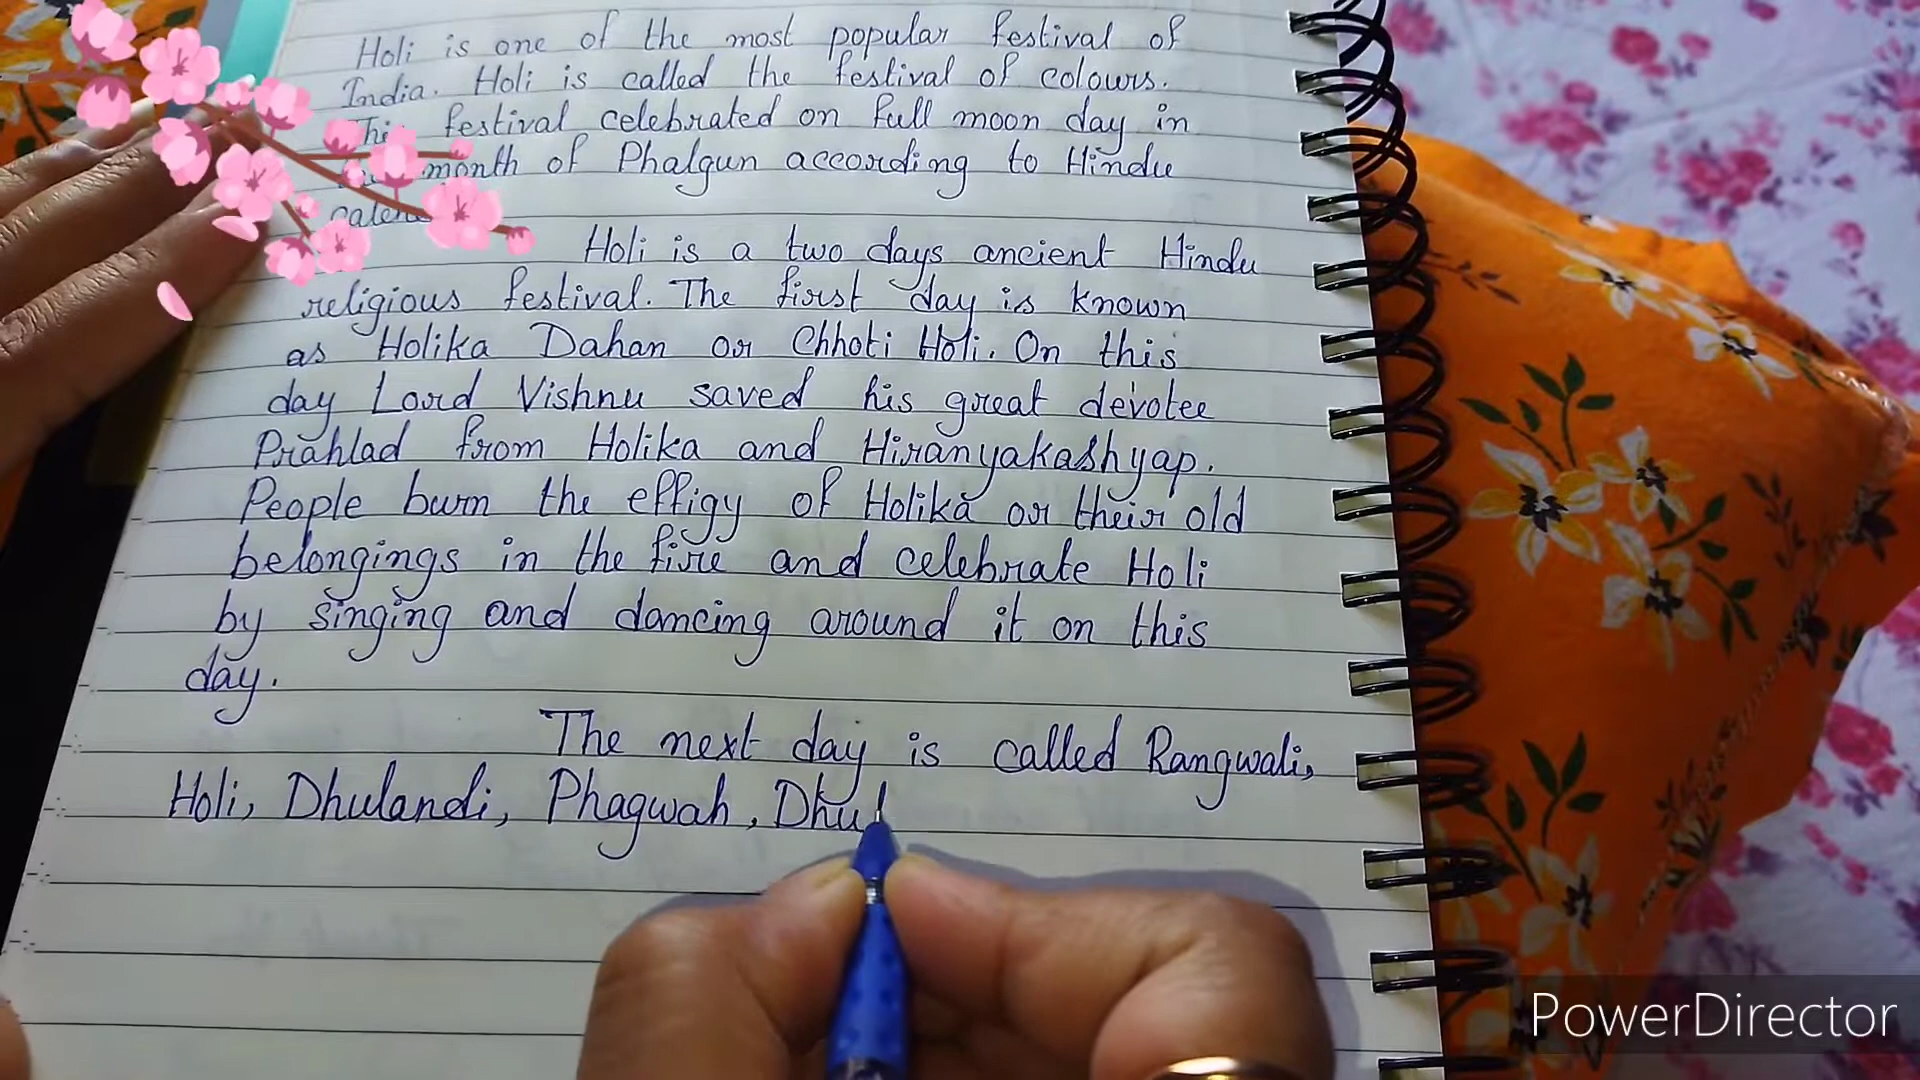 Holi is one of the most popular festival of
India. Holi is called the festival of colours.
festival celebrated on full moon day in
month of Phalgun according to Hindu
Holi is a two days ancient Hindu
religious festival. The first day is known
as Holika Dahan or Chhoti Holi. On this
day Lord Vishnu saved his great devotee
Prahlad from Holika and Hiranyakashyap.
People burn the effigy of Holika or their old
belongings in the fire and celebrate Holi
by singing and dancing around it on this
day.
The next day is called Rangwali,
Holi, Dhulandi, Phagwah, Dhul
PowerDirector